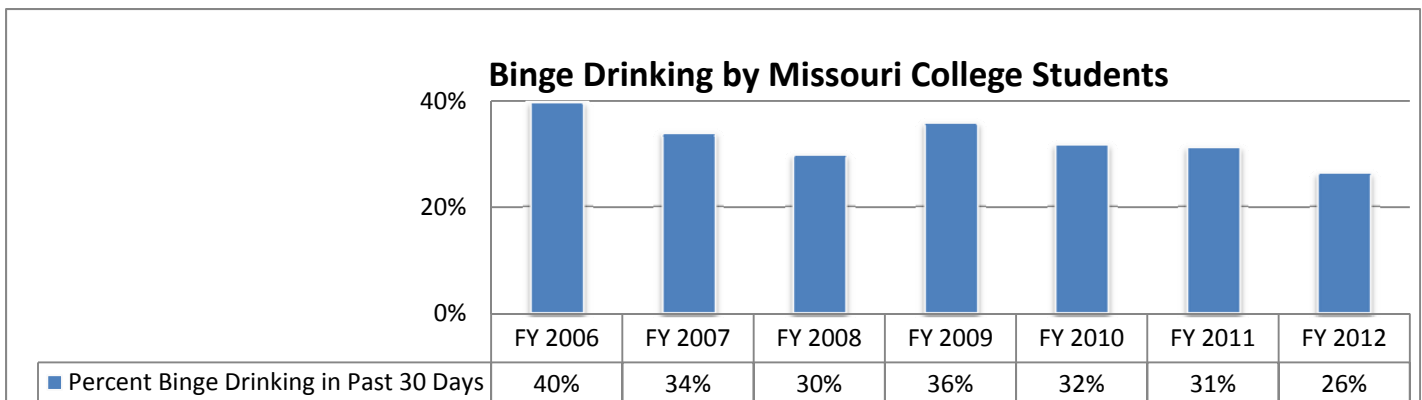 Binge Drinking by Missouri College Students
40%
20%
0%
FY 2006 FY 2007 FY 2008 FY 2009 FY 2010 FY 2011 FY 2012
Percent Binge Drinking in Past 30 Days 40% 34% 30% 36% 32% 31% 26%